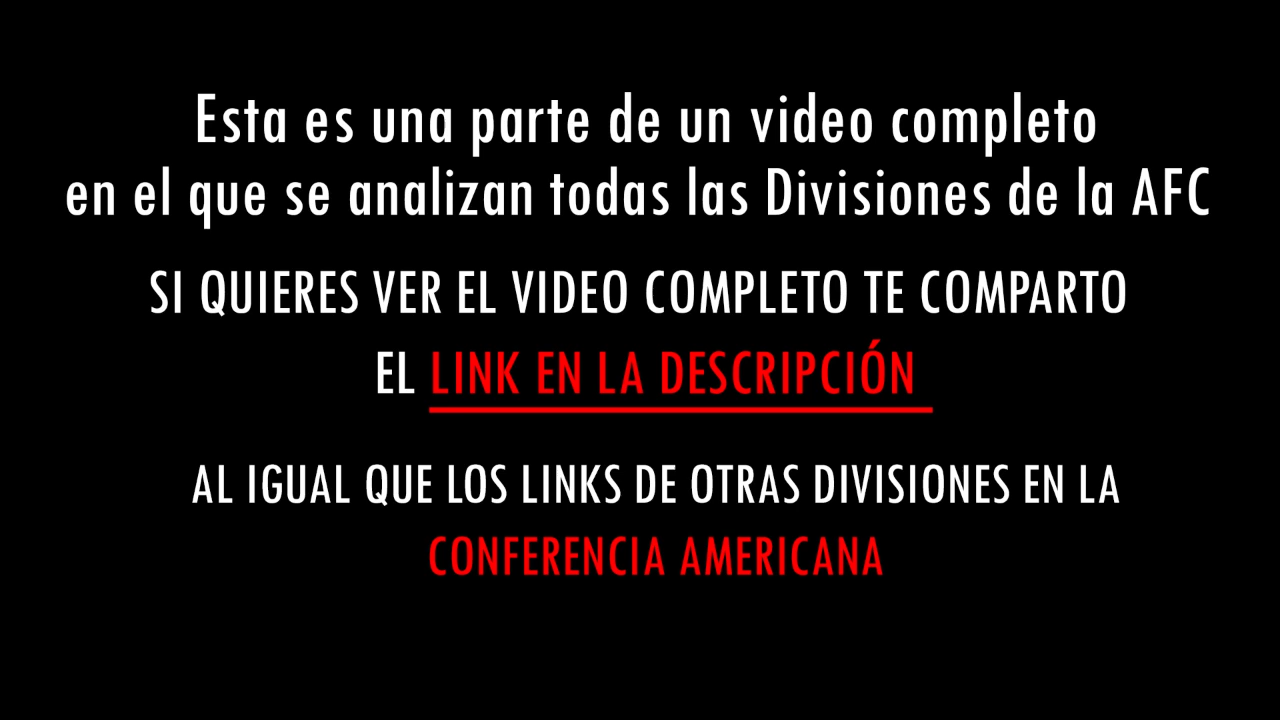 Esta es una parte de un video completo
en el que se analizan todas las Divisiones de la AFC
SI QUIERES VER EL VIDEO COMPLETO TE COMPARTO
EL LINK EN LA DESCRIPCIÓN
AL IGUAL QUE LOS LINKS DE OTRAS DIVISIONES EN LA
CONFERENCIA AMERICANA